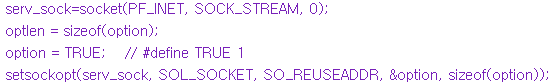 serv_sock=socket(PF_INET, SOCK_STREAM, 0);
optlen = sizeof(option);
option = TRUE;    // #define TRUE 1
setsockopt(serv_sock, SOL_SOCKET, SO_REUSEADDR, &option, sizeof(option));